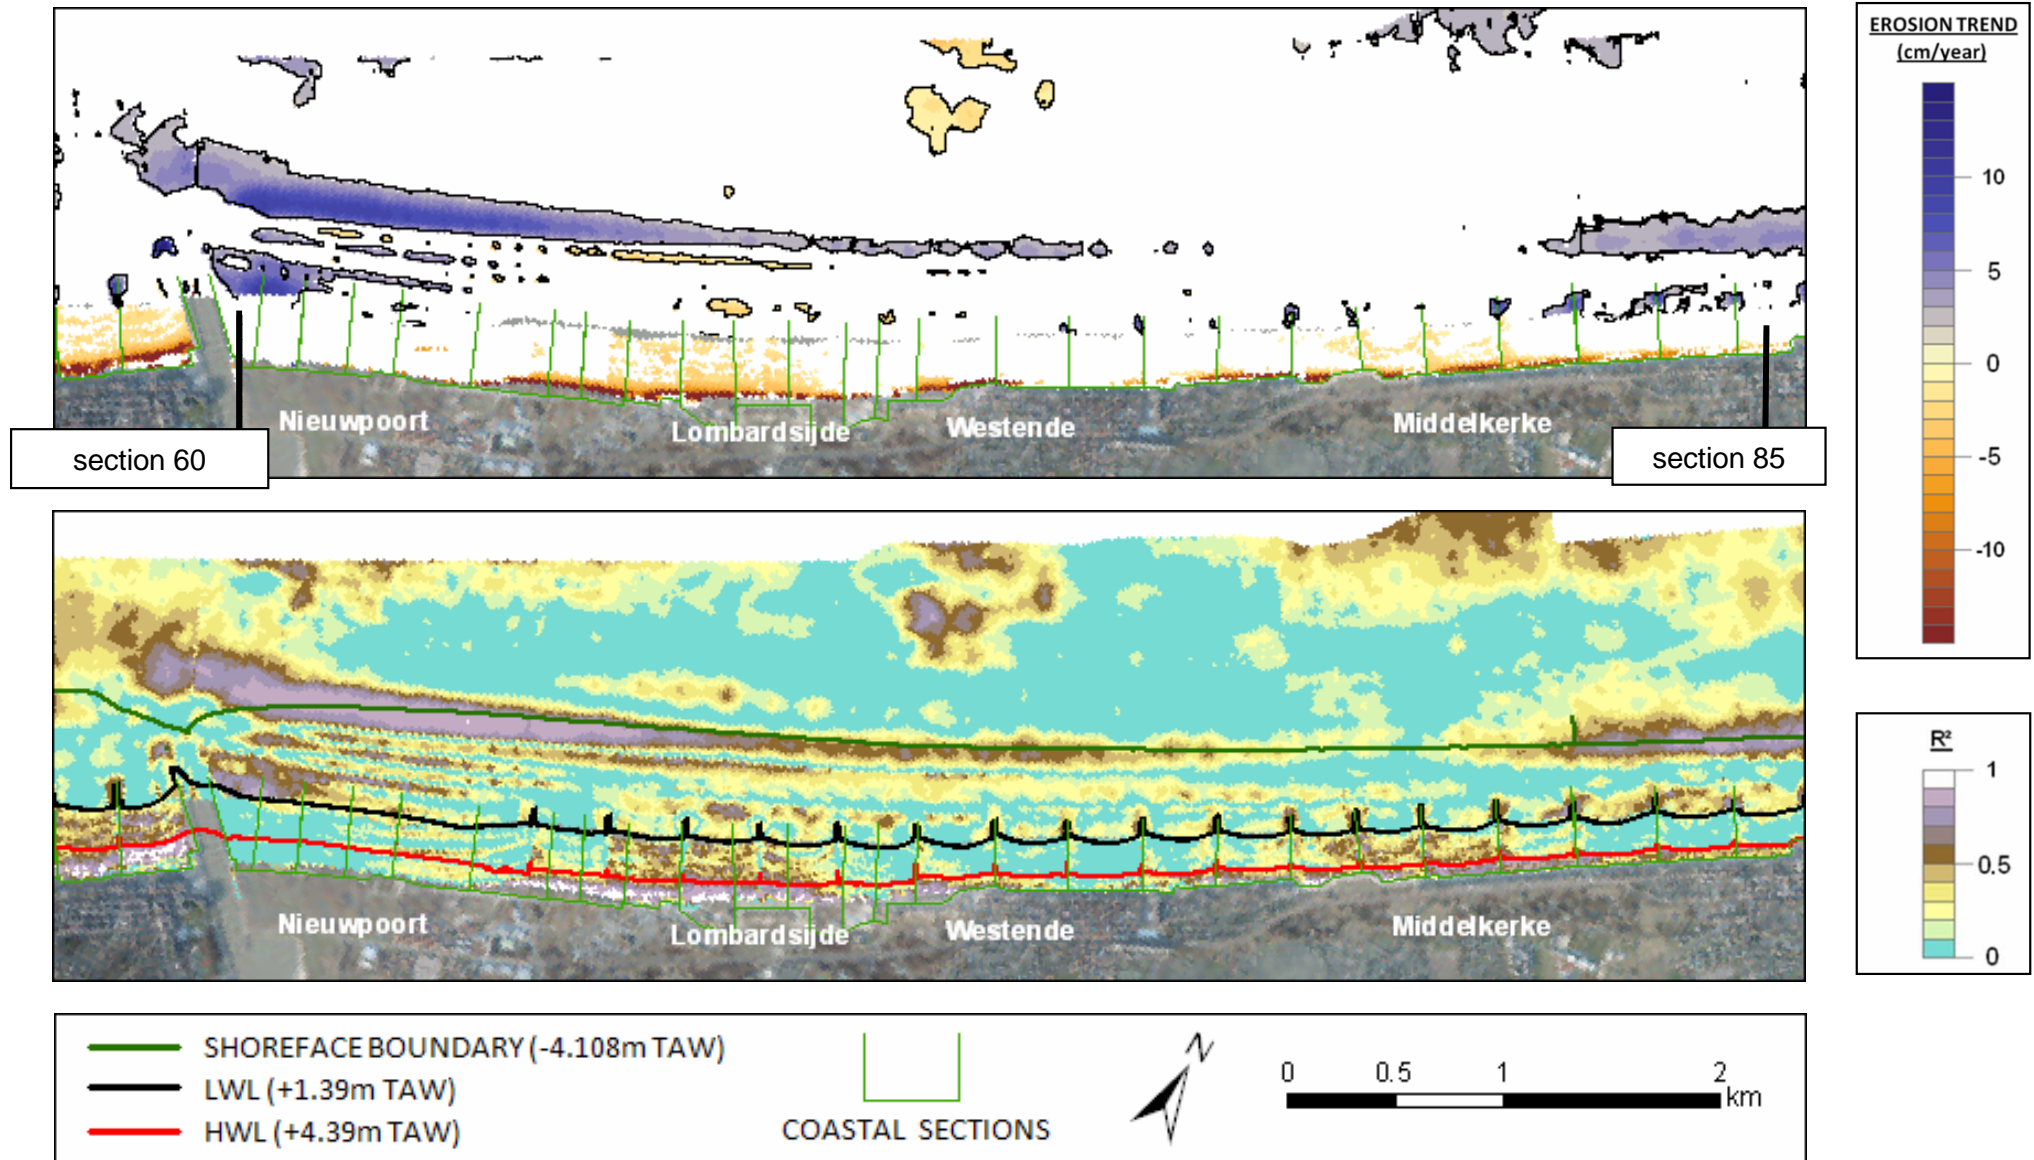 EROSION TREND
(cm/year)
10
5
0
-5
-10
Nieuwpoort
Lombardsijde
Westende
Middelkerke
section 60
section 85
Nieuwpoort
Lombardsijde
Westende
Middelkerke
R²
1
0.5
0
SHOREFACE BOUNDARY (-4.108m TAW)
LWL (+1.39m TAW)
HWL (+4.39m TAW)
COASTAL SECTIONS
N
0 0.5 1 2
km